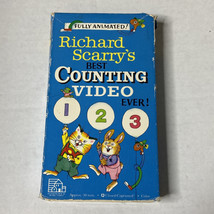 FULLY ANIMATED!
Richard
Scarry's
BEST
COUNTING
VIDEO
EVER!
1 2 3